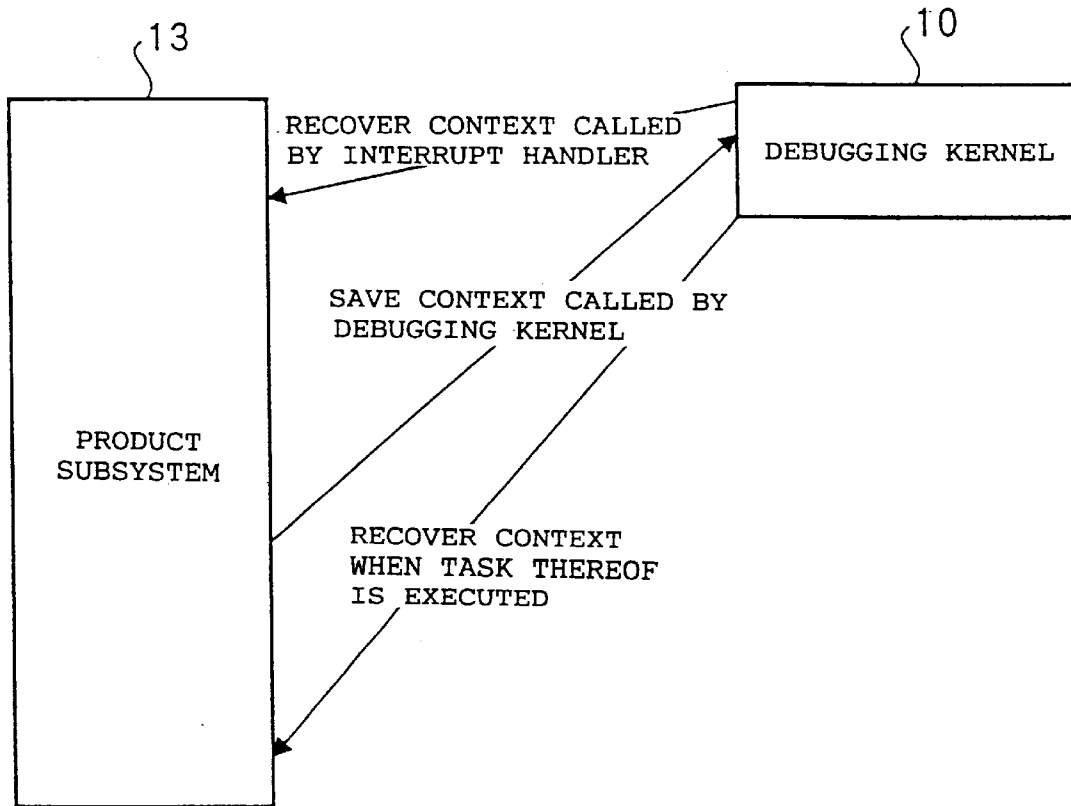 13
10
RECOVER CONTEXT CALLED
BY INTERRUPT HANDLER
DEBUGGING KERNEL
SAVE CONTEXT CALLED BY
DEBUGGING KERNEL
PRODUCT
SUBSYSTEM
RECOVER CONTEXT
WHEN TASK THEREOF
IS EXECUTED